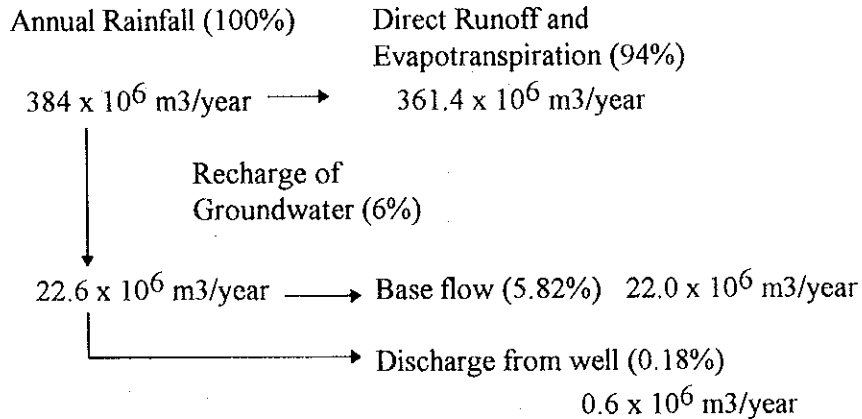 Annual Rainfall (100%)
Direct Runoff and
Evapotranspiration (94%)
384 x 10⁶ m3/year
361.4 x 10⁶ m3/year
Recharge of
Groundwater (6%)
22.6 x 10⁶ m3/year
Base flow (5.82%) 22.0 x 10⁶ m3/year
Discharge from well (0.18%)
0.6 x 10⁶ m3/year